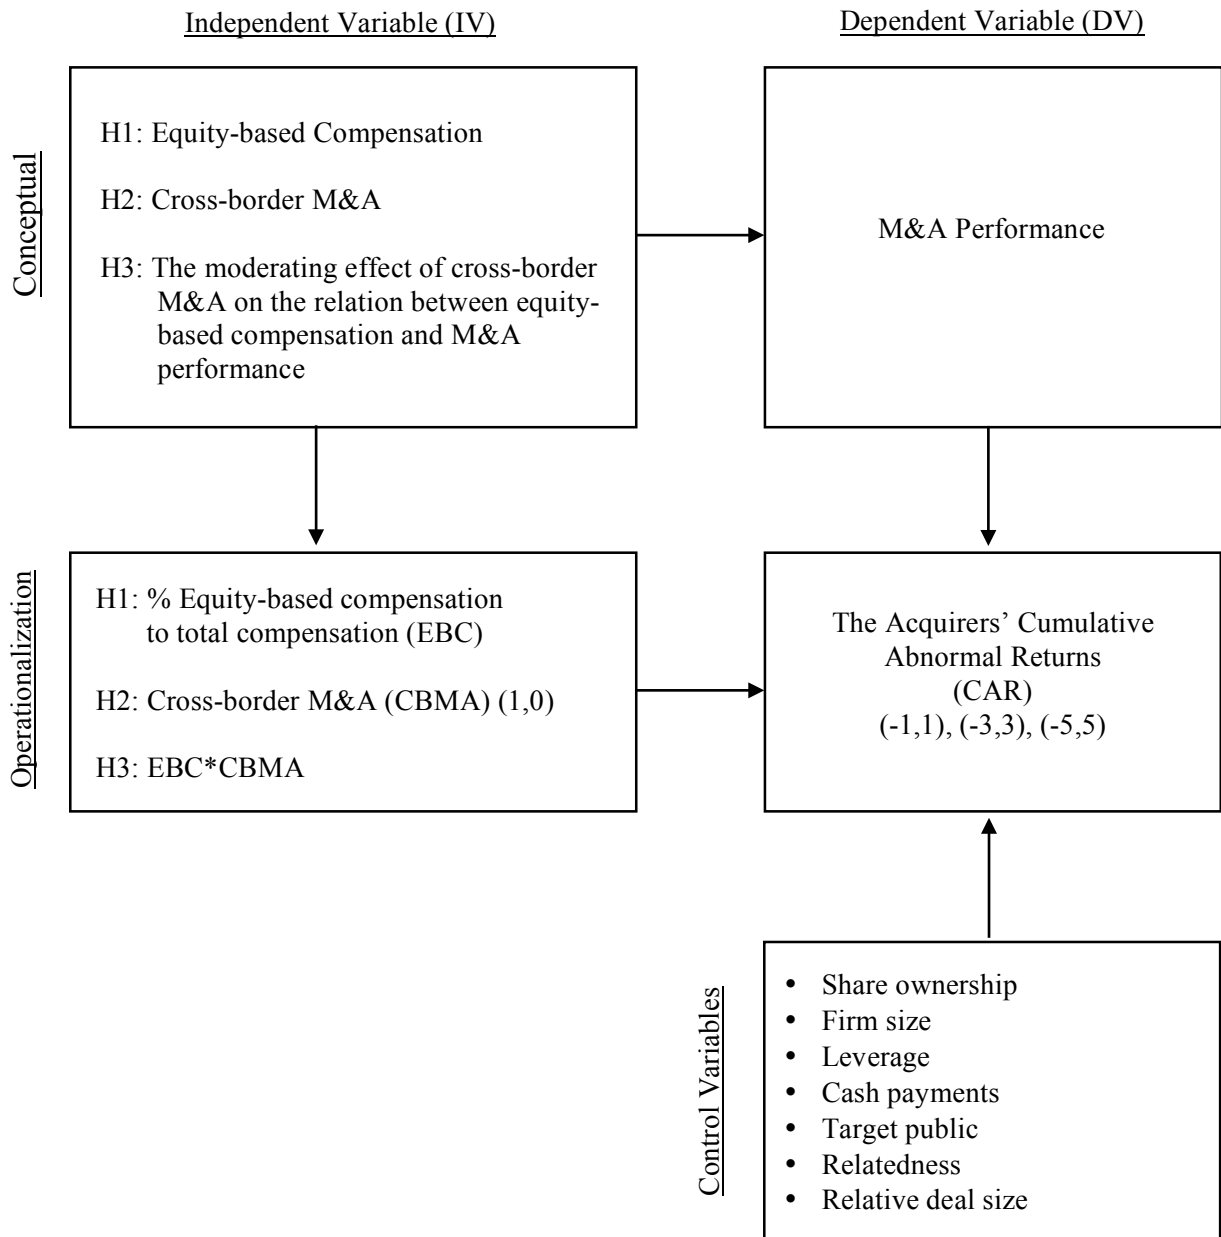 Independent Variable (IV)
Dependent Variable (DV)
Conceptual
H1: Equity-based Compensation
H2: Cross-border M&A
H3: The moderating effect of cross-border
M&A on the relation between equity-
based compensation and M&A
performance
M&A Performance
Operationalization
H1: % Equity-based compensation
to total compensation (EBC)
H2: Cross-border M&A (CBMA) (1,0)
H3: EBC*CBMA
The Acquirers’ Cumulative
Abnormal Returns
(CAR)
(-1,1), (-3,3), (-5,5)
Control Variables
• Share ownership
• Firm size
• Leverage
• Cash payments
• Target public
• Relatedness
• Relative deal size